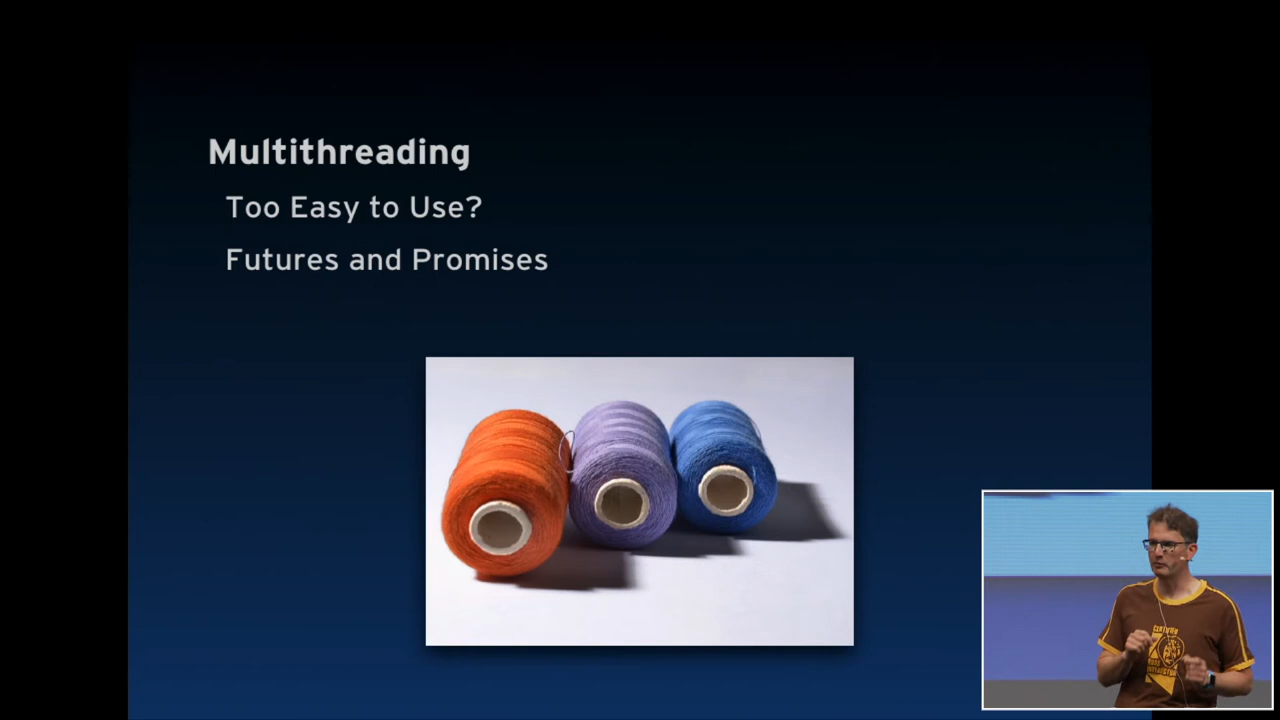 Multithreading
Too Easy to Use?
Futures and Promises